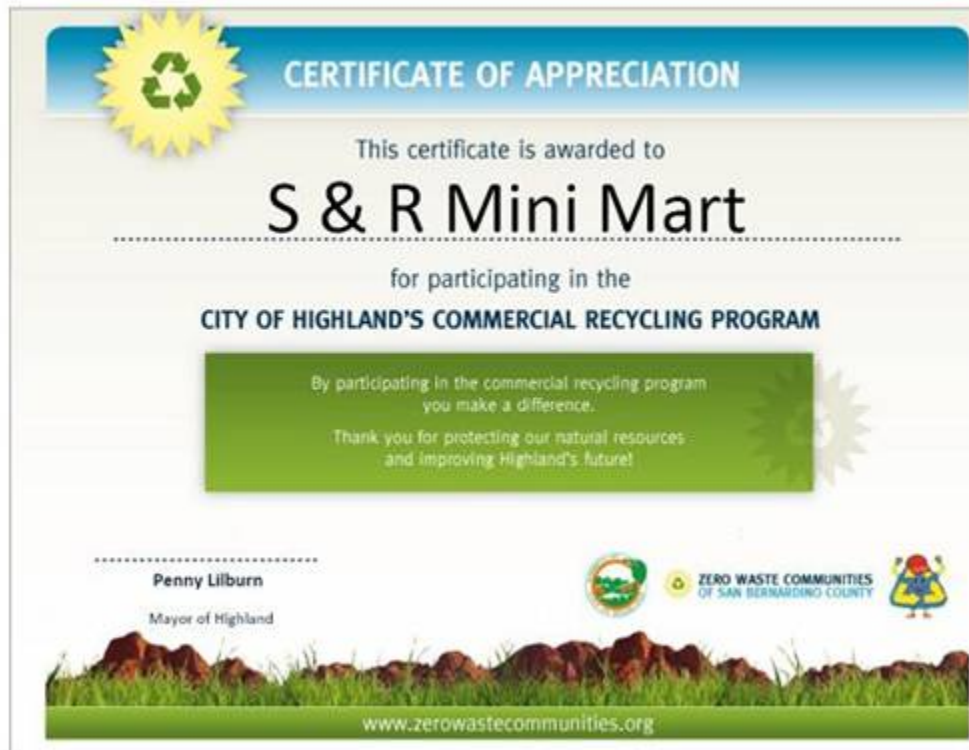 CERTIFICATE OF APPRECIATION
This certificate is awarded to
S & R Mini Mart
for participating in the
CITY OF HIGHLAND'S COMMERCIAL RECYCLING PROGRAM
By participating in the commercial recycling program
you make a difference.
Thank you for protecting our natural resources
and improving Highland's future!
Penny Lilburn
Mayor of Highland
ZERO WASTE COMMUNITIES
OF SAN BERNARDINO COUNTY
www.zerowastecommunities.org